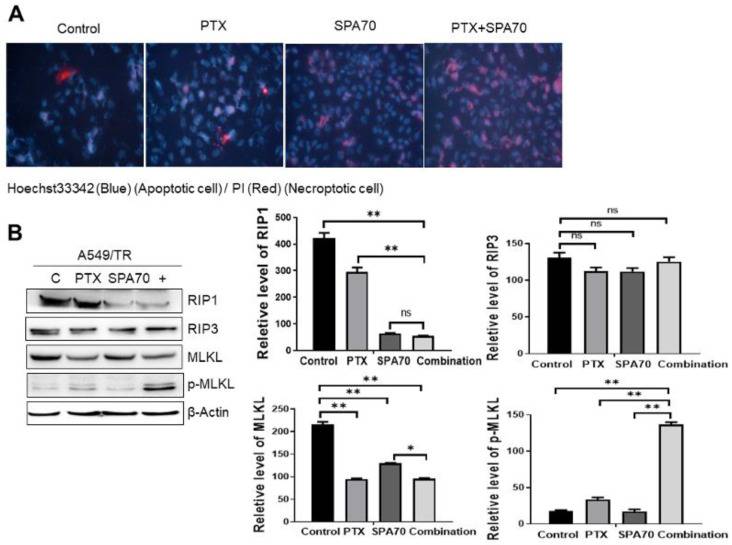 A
Control PTX SPA70 PTX+SPA70
Hoechst33342 (Blue) (Apoptotic cell) / PI (Red) (Necroptotic cell)
B
A549/TR
C PTX SPA70 +
RIP1
RIP3
MLKL
p-MLKL
β-Actin
Reletive level of RIP1
500
400
300
200
100
0
**
**
ns
Control PTX SPA70 Combination
Reletive level of RIP3
150
100
50
0
ns
ns
ns
Control PTX SPA70 Combination
Reletive level of MLKL
250
200
150
100
50
0
**
**
**
*
Control PTX SPA70 Combination
Reletive level of p-MLKL
150
100
50
0
**
**
**
Control PTX SPA70 Combination